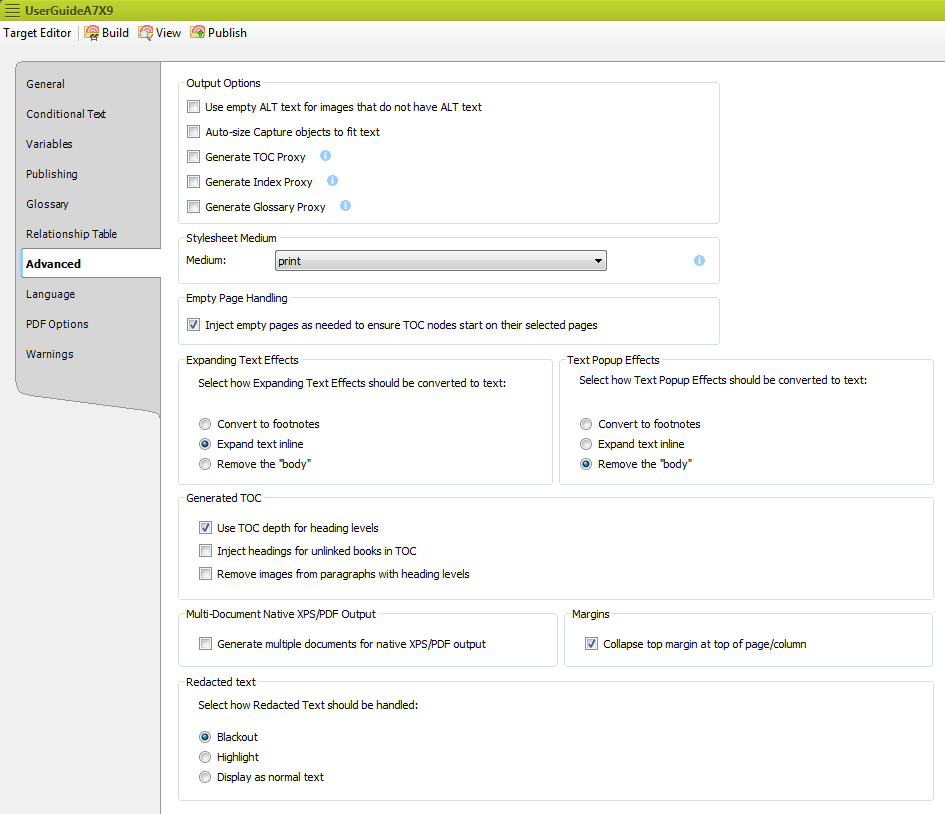 UserGuideA7X9
Target Editor Build View Publish
General
Conditional Text
Variables
Publishing
Glossary
Relationship Table
Advanced
Language
PDF Options
Warnings
Output Options
Use empty ALT text for images that do not have ALT text
Auto-size Capture objects to fit text
Generate TOC Proxy
Generate Index Proxy
Generate Glossary Proxy
Stylesheet Medium
Medium: print
Empty Page Handling
Inject empty pages as needed to ensure TOC nodes start on their selected pages
Expanding Text Effects
Select how Expanding Text Effects should be converted to text:
Convert to footnotes
Expand text inline
Remove the "body"
Text Popup Effects
Select how Text Popup Effects should be converted to text:
Convert to footnotes
Expand text inline
Remove the "body"
Generated TOC
Use TOC depth for heading levels
Inject headings for unlinked books in TOC
Remove images from paragraphs with heading levels
Multi-Document Native XPS/PDF Output
Generate multiple documents for native XPS/PDF output
Margins
Collapse top margin at top of page/column
Redacted text
Select how Redacted Text should be handled:
Blackout
Highlight
Display as normal text